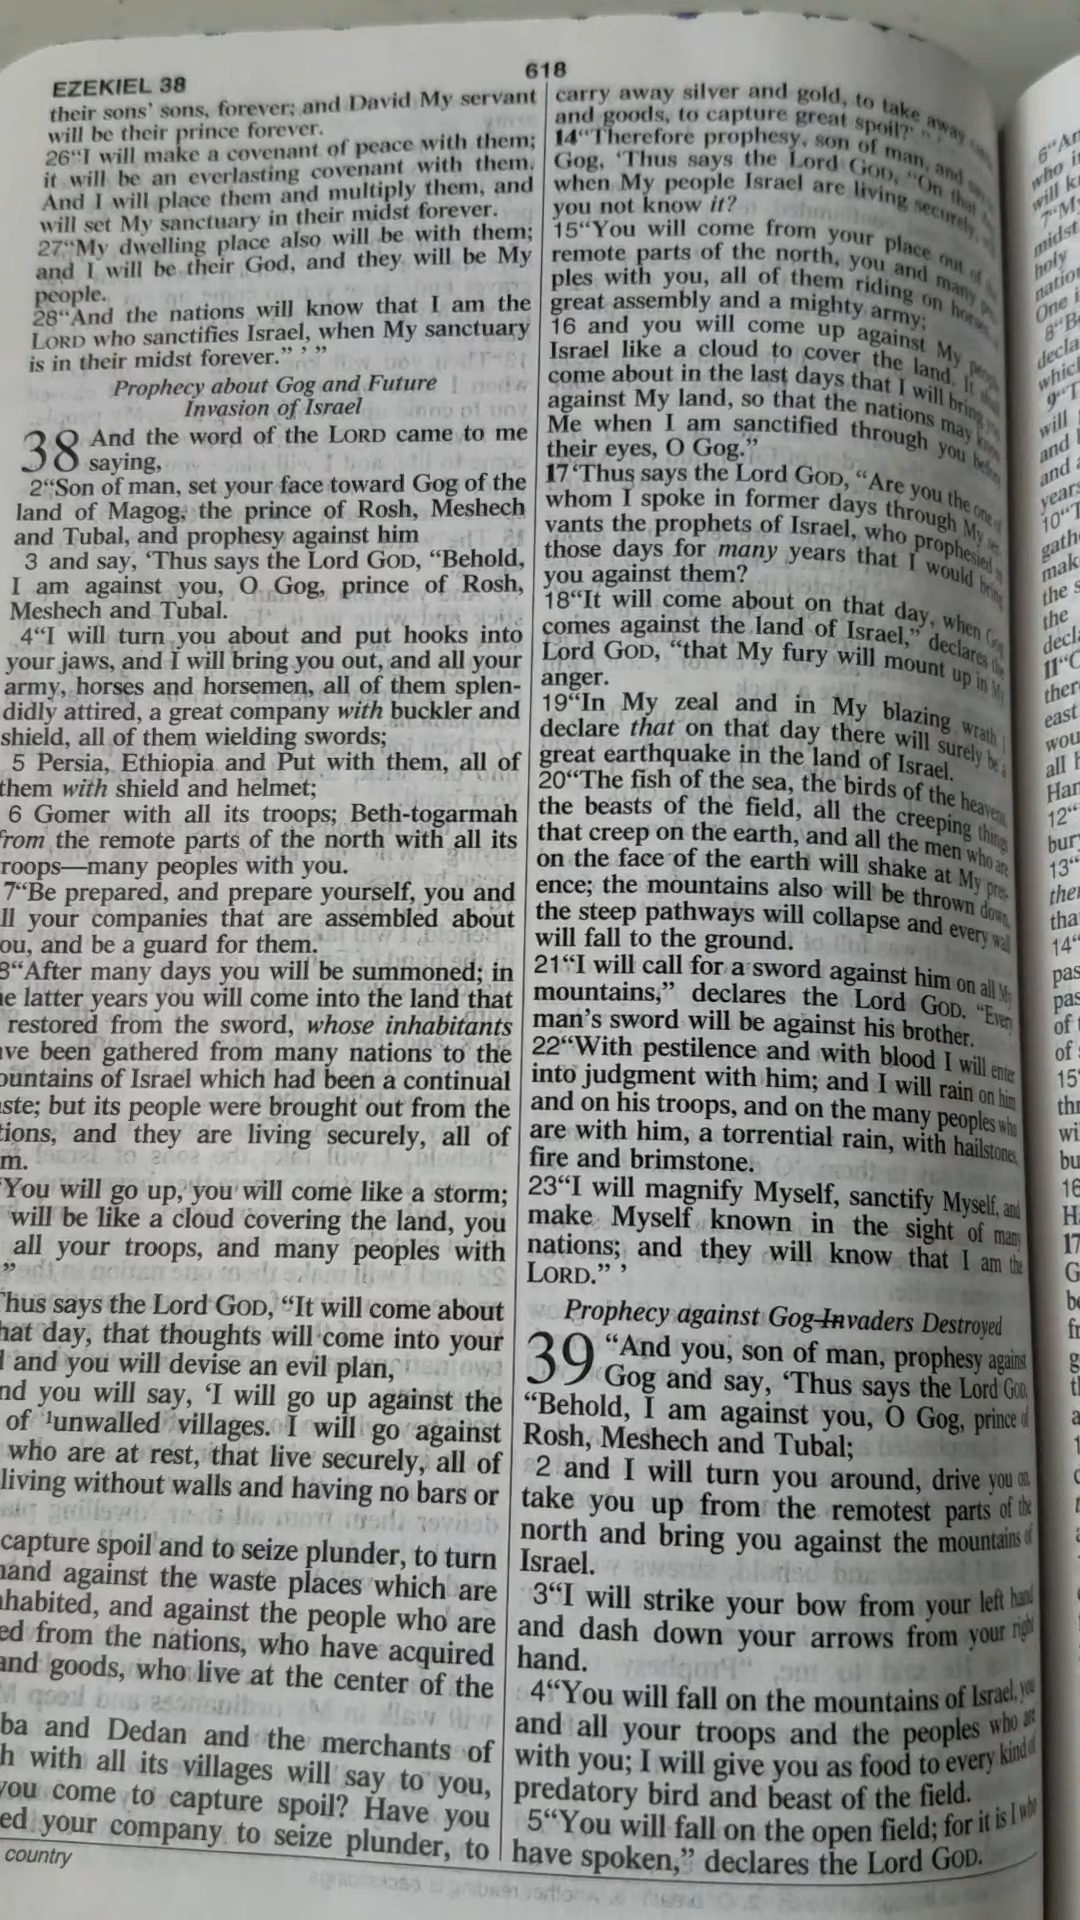 EZEKIEL 38
618
their sons' sons, forever; and David My servant
will be their prince forever.
26“I will make a covenant of peace with them;
it will be an everlasting covenant with them.
And I will place them and multiply them, and
will set My sanctuary in their midst forever.
27“My dwelling place also will be with them;
and I will be their God, and they will be My
people.
28“And the nations will know that I am the
LORD who sanctifies Israel, when My sanctuary
is in their midst forever.” ’ ”
Prophecy about Gog and Future
Invasion of Israel
38 And the word of the LORD came to me
saying,
2“Son of man, set your face toward Gog of the
land of Magog, the prince of Rosh, Meshech
and Tubal, and prophesy against him
3 and say, ‘Thus says the Lord GOD, “Behold,
I am against you, O Gog, prince of Rosh,
Meshech and Tubal.
4“I will turn you about and put hooks into
your jaws, and I will bring you out, and all your
army, horses and horsemen, all of them splen-
didly attired, a great company with buckler and
shield, all of them wielding swords;
5 Persia, Ethiopia and Put with them, all of
them with shield and helmet;
6 Gomer with all its troops; Beth-togarmah
from the remote parts of the north with all its
roops—many peoples with you.
7“Be prepared, and prepare yourself, you and
ll your companies that are assembled about
ou, and be a guard for them.
8“After many days you will be summoned; in
e latter years you will come into the land that
restored from the sword, whose inhabitants
ve been gathered from many nations to the
ountains of Israel which had been a continual
ste; but its people were brought out from the
tions, and they are living securely, all of
m.
“You will go up, you will come like a storm;
will be like a cloud covering the land, you
all your troops, and many peoples with
”
hus says the Lord GOD, “It will come about
hat day, that thoughts will come into your
and you will devise an evil plan,
nd you will say, ‘I will go up against the
of ¹unwalled villages. I will go against
who are at rest, that live securely, all of
living without walls and having no bars or
capture spoil and to seize plunder, to turn
hand against the waste places which are
nhabited, and against the people who are
ed from the nations, who have acquired
and goods, who live at the center of the
ba and Dedan and the merchants of
h with all its villages will say to you,
you come to capture spoil? Have you
ed your company to seize plunder, to
country
carry away silver and gold, to take away
and goods, to capture great spoil?” ’
14“Therefore prophesy, son of man, and
Gog, ‘Thus says the Lord GOD, “On that
when My people Israel are living securely,
you not know it?
15“You will come from your place out of
remote parts of the north, you and many
ples with you, all of them riding on horses,
great assembly and a mighty army;
16 and you will come up against My people
Israel like a cloud to cover the land. It
come about in the last days that I will bring you
against My land, so that the nations may know
Me when I am sanctified through you before
their eyes, O Gog.”
17‘Thus says the Lord GOD, “Are you the one of
whom I spoke in former days through My ser-
vants the prophets of Israel, who prophesied in
those days for many years that I would bring
you against them?
18“It will come about on that day, when Gog
comes against the land of Israel,” declares the
Lord GOD, “that My fury will mount up in My
anger.
19“In My zeal and in My blazing wrath I
declare that on that day there will surely be a
great earthquake in the land of Israel.
20“The fish of the sea, the birds of the heavens,
the beasts of the field, all the creeping things
that creep on the earth, and all the men who are
on the face of the earth will shake at My pres-
ence; the mountains also will be thrown down,
the steep pathways will collapse and every wall
will fall to the ground.
21“I will call for a sword against him on all My
mountains,” declares the Lord GOD. “Every
man’s sword will be against his brother.
22“With pestilence and with blood I will enter
into judgment with him; and I will rain on him
and on his troops, and on the many peoples who
are with him, a torrential rain, with hailstones,
fire and brimstone.
23“I will magnify Myself, sanctify Myself, and
make Myself known in the sight of many
nations; and they will know that I am the
LORD.” ’
Prophecy against Gog-Invaders Destroyed
39 “And you, son of man, prophesy against
Gog and say, ‘Thus says the Lord GOD,
“Behold, I am against you, O Gog, prince of
Rosh, Meshech and Tubal;
2 and I will turn you around, drive you on,
take you up from the remotest parts of the
north and bring you against the mountains of
Israel.
3“I will strike your bow from your left hand
and dash down your arrows from your right
hand.
4“You will fall on the mountains of Israel, you
and all your troops and the peoples who are
with you; I will give you as food to every kind of
predatory bird and beast of the field.
5“You will fall on the open field; for it is I who
have spoken,” declares the Lord GOD.